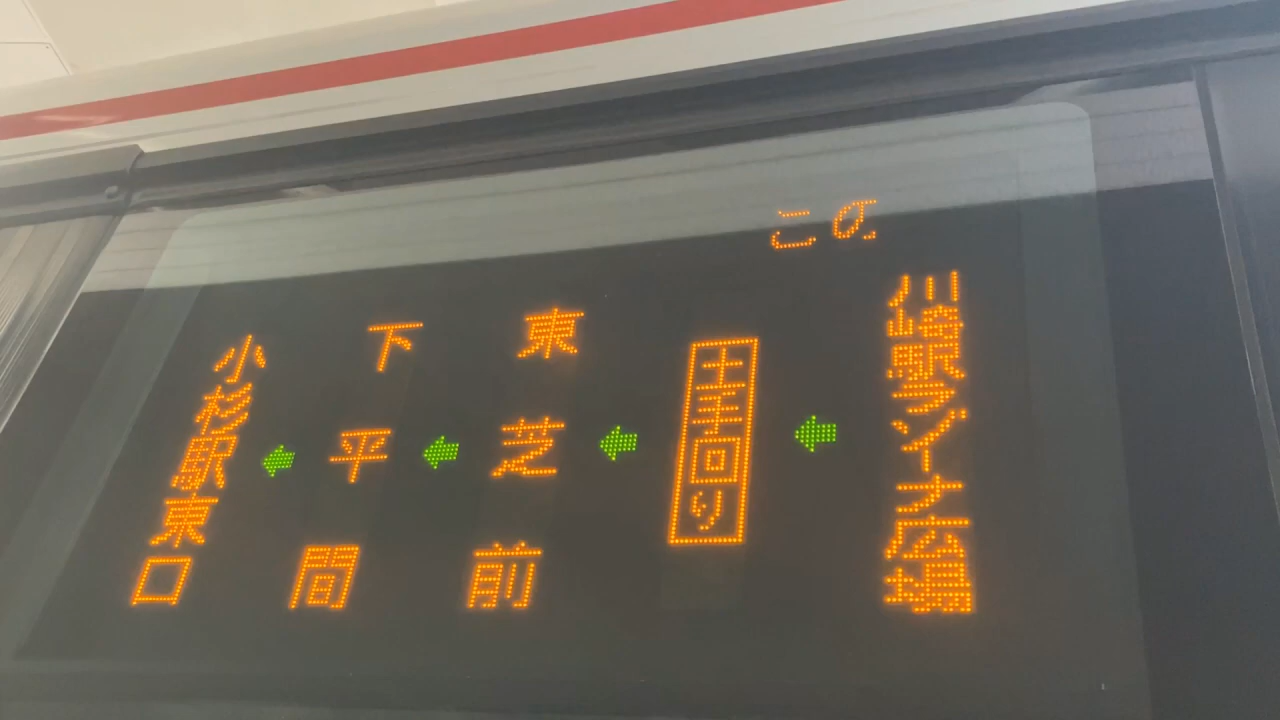 この
川崎駅ラゾーナ広場
土手回り
東芝前
下平間
小杉駅東口